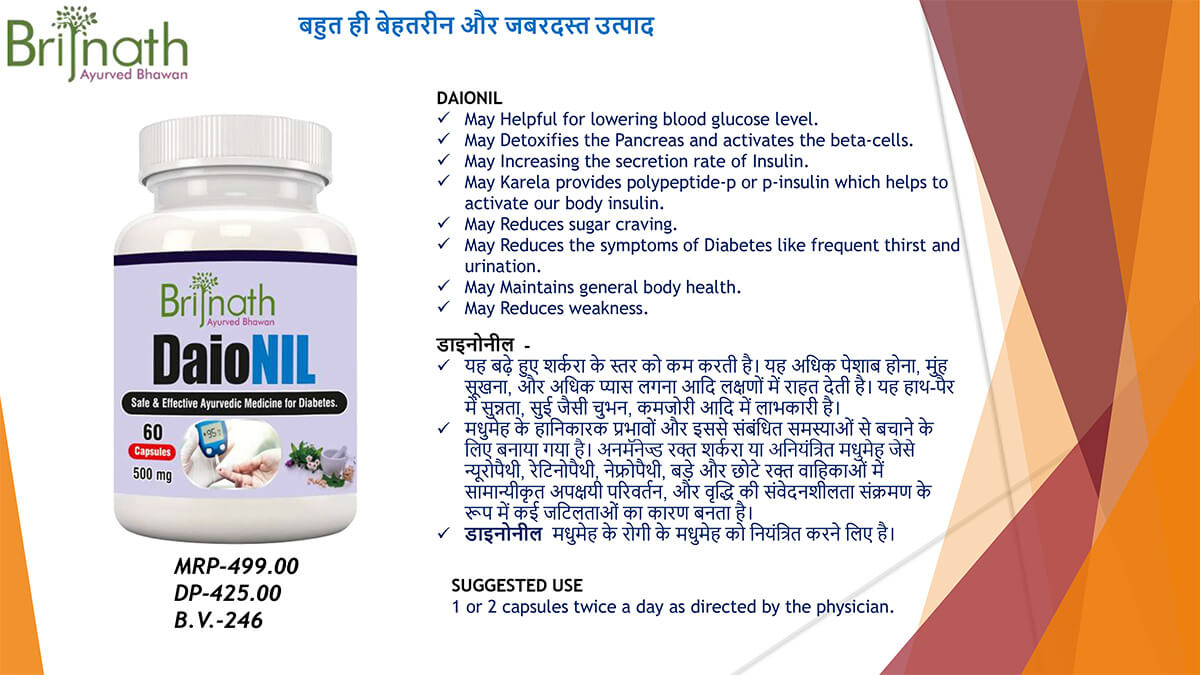 बहुत ही बेहतरीन और जबरदस्त उत्पाद
Brijnath
Ayurved Bhawan
DAIONIL
✓ May Helpful for lowering blood glucose level.
✓ May Detoxifies the Pancreas and activates the beta-cells.
✓ May Increasing the secretion rate of Insulin.
✓ May Karela provides polypeptide-p or p-insulin which helps to
activate our body insulin.
✓ May Reduces sugar craving.
✓ May Reduces the symptoms of Diabetes like frequent thirst and
urination.
✓ May Maintains general body health.
✓ May Reduces weakness.
डाइनोनील -
✓ यह बढ़े हुए शर्करा के स्तर को कम करती है। यह अधिक पेशाब होना, मुंह
सूखना, और अधिक प्यास लगना आदि लक्षणों में राहत देती है। यह हाथ-पैर
में सुन्नता, सुई जैसी चुभन, कमजोरी आदि में लाभकारी है।
✓ मधुमेह के हानिकारक प्रभावों और इससे संबंधित समस्याओं से बचाने के
लिए बनाया गया है। अनमॅनेज्ड रक्त शर्करा या अनियंत्रित मधुमेह जेसे
न्यूरोपैथी, रेटिनोपैथी, नेफ्रोपैथी, बड़े और छोटे रक्त वाहिकाओं में
सामान्यीकृत अपक्षयी परिवर्तन, और वृद्धि की संवेदनशीलता संक्रमण के
रूप में कई जटिलताओं का कारण बनता है।
✓ डाइनोनील मधुमेह के रोगी के मधुमेह को नियंत्रित करने लिए है।
SUGGESTED USE
1 or 2 capsules twice a day as directed by the physician.
Brijnath
Ayurved Bhawan
DaioNIL
Safe & Effective Ayurvedic Medicine for Diabetes.
60
Capsules
500 mg
95
MRP-499.00
DP-425.00
B.V.-246